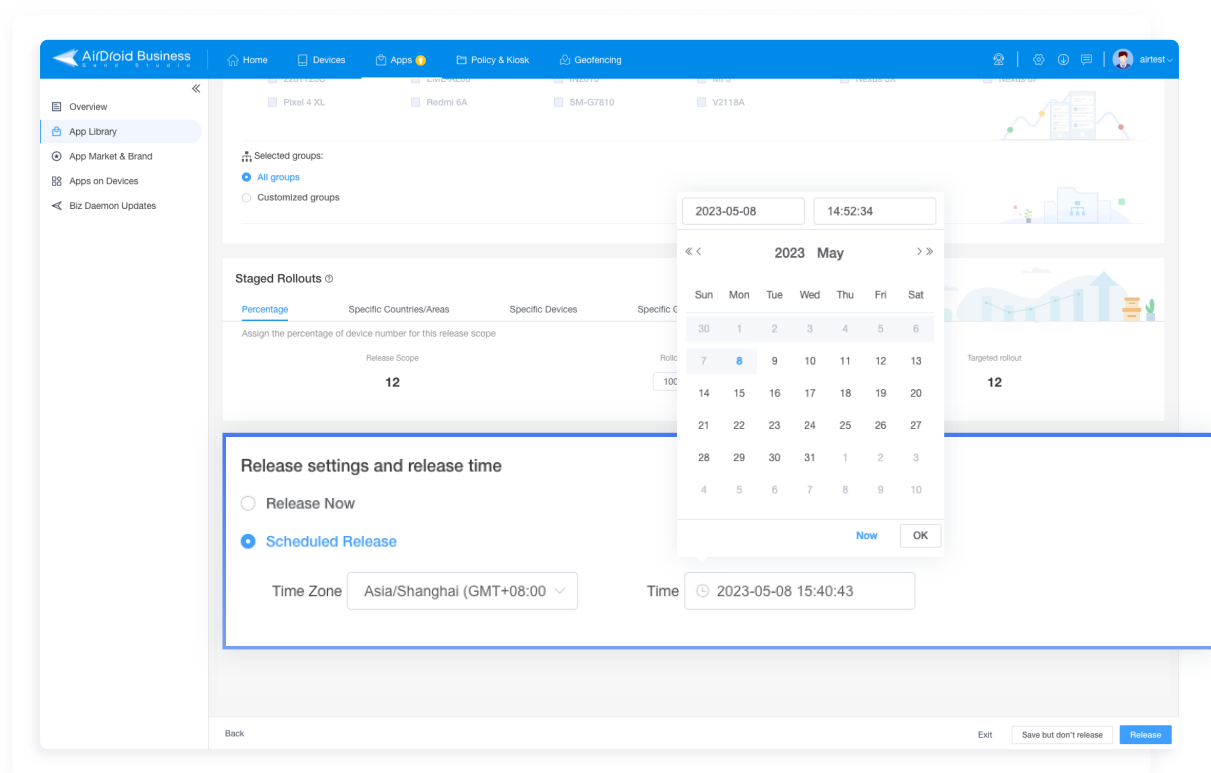 AirDroid Business
Sand Studio
Home Devices Apps Policy & Kiosk Geofencing airtest
Overview
App Library
App Market & Brand
Apps on Devices
Biz Daemon Updates
Pixel 4 XL Redmi 6A SM-G7810 V2118A
Selected groups:
All groups
Customized groups
2023-05-08 14:52:34
2023 May
Sun Mon Tue Wed Thu Fri Sat
30 1 2 3 4 5 6
7 8 9 10 11 12 13
14 15 16 17 18 19 20
21 22 23 24 25 26 27
28 29 30 31 1 2 3
4 5 6 7 8 9 10
Now OK
Staged Rollouts
Percentage Specific Countries/Areas Specific Devices Specific
Assign the percentage of device number for this release scope
Release Scope Targeted rollout
12 100 12
Release settings and release time
Release Now
Scheduled Release
Time Zone Asia/Shanghai (GMT+08:00 Time 2023-05-08 15:40:43
Back Exit Save but don't release Release